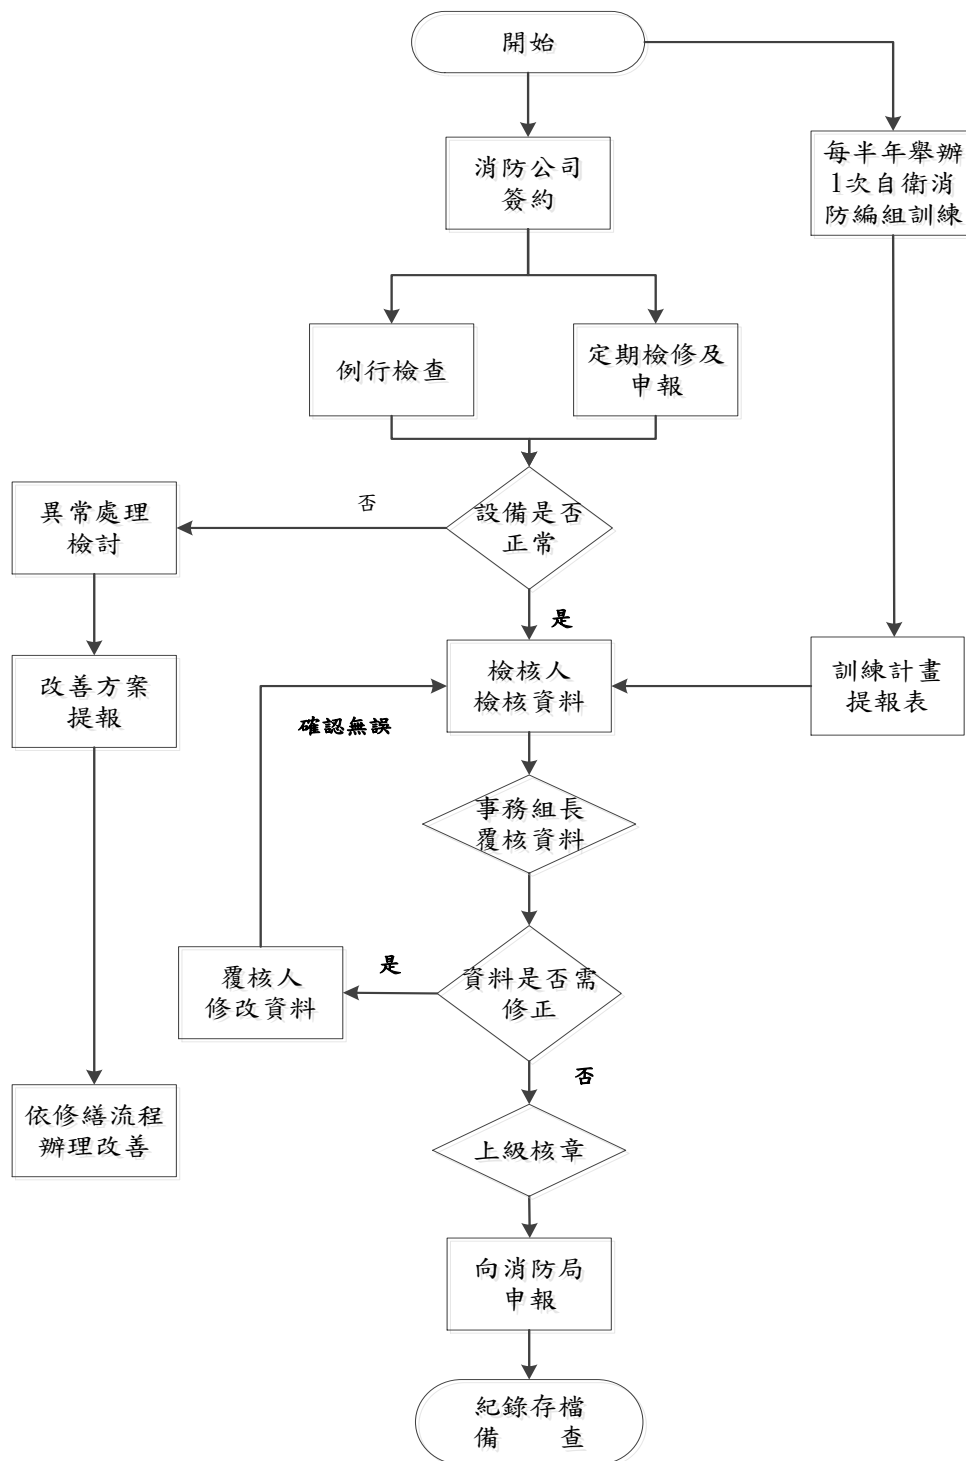 開始
消防公司
簽約
每半年舉辦
1次自衛消
防編組訓練
例行檢查
定期檢修及
申報
設備是否
正常
否
異常處理
檢討
是
改善方案
提報
檢核人
檢核資料
訓練計畫
提報表
確認無誤
事務組長
覆核資料
覆核人
修改資料
是
資料是否需
修正
否
依修繕流程
辦理改善
上級核章
向消防局
申報
紀錄存檔
備 查